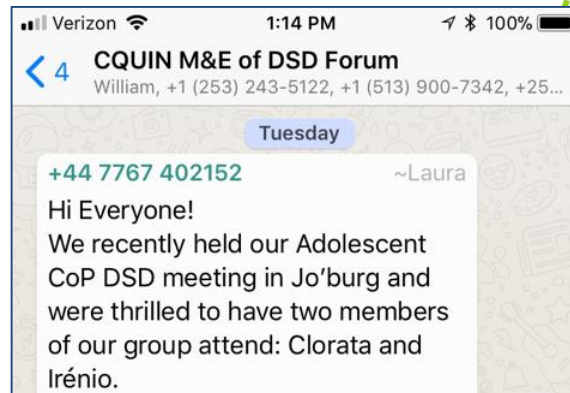 Verizon 1:14 PM 100%
4 CQUIN M&E of DSD Forum
William, +1 (253) 243-5122, +1 (513) 900-7342, +25...
Tuesday
+44 7767 402152 ~Laura
Hi Everyone!
We recently held our Adolescent
CoP DSD meeting in Jo'burg and
were thrilled to have two members
of our group attend: Clorata and
Irénio.